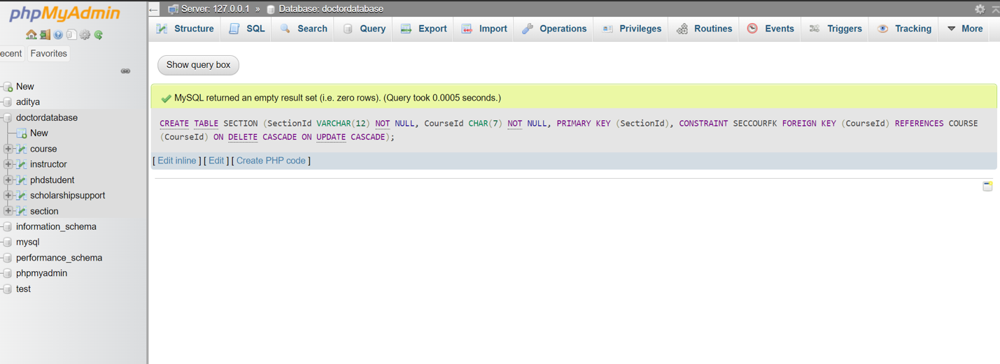 phpMyAdmin
ecent Favorites
New
aditya
doctordatabase
New
course
instructor
phdstudent
scholarshipsupport
section
information_schema
mysql
performance_schema
phpmyadmin
test
Server: 127.0.0.1 » Database: doctordatabase
Structure SQL Search Query Export Import Operations Privileges Routines Events Triggers Tracking More
Show query box
MySQL returned an empty result set (i.e. zero rows). (Query took 0.0005 seconds.)
CREATE TABLE SECTION (SectionId VARCHAR(12) NOT NULL, CourseId CHAR(7) NOT NULL, PRIMARY KEY (SectionId), CONSTRAINT SECCOURFK FOREIGN KEY (CourseId) REFERENCES COURSE
(CourseId) ON DELETE CASCADE ON UPDATE CASCADE);
[ Edit inline ] [ Edit ] [ Create PHP code ]